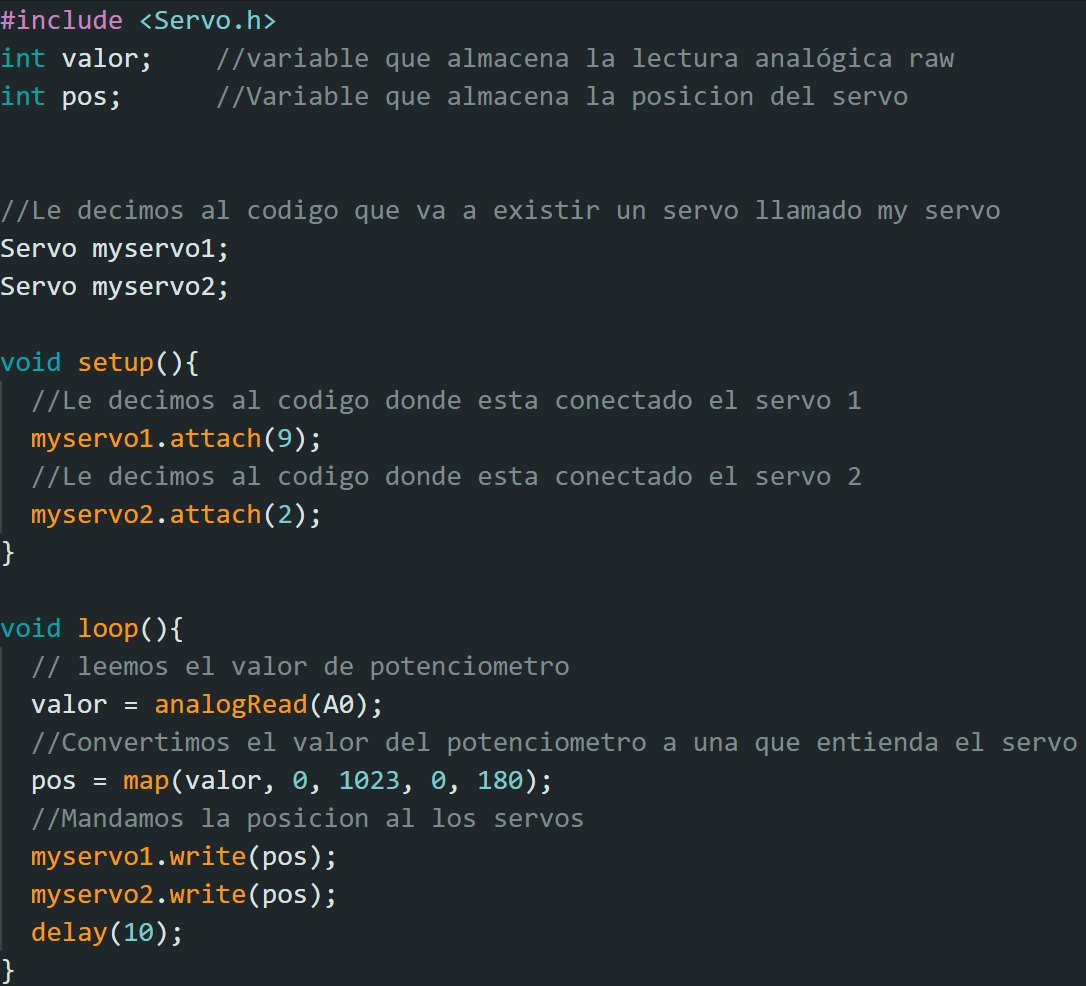 #include <Servo.h>
int valor;    //variable que almacena la lectura analógica raw
int pos;      //Variable que almacena la posicion del servo
//Le decimos al codigo que va a existir un servo llamado my servo
Servo myservo1;
Servo myservo2;
void setup(){
  //Le decimos al codigo donde esta conectado el servo 1
  myservo1.attach(9);
  //Le decimos al codigo donde esta conectado el servo 2
  myservo2.attach(2);
}
void loop(){
  // leemos el valor de potenciometro
  valor = analogRead(A0);
  //Convertimos el valor del potenciometro a una que entienda el servo
  pos = map(valor, 0, 1023, 0, 180);
  //Mandamos la posicion al los servos
  myservo1.write(pos);
  myservo2.write(pos);
  delay(10);
}